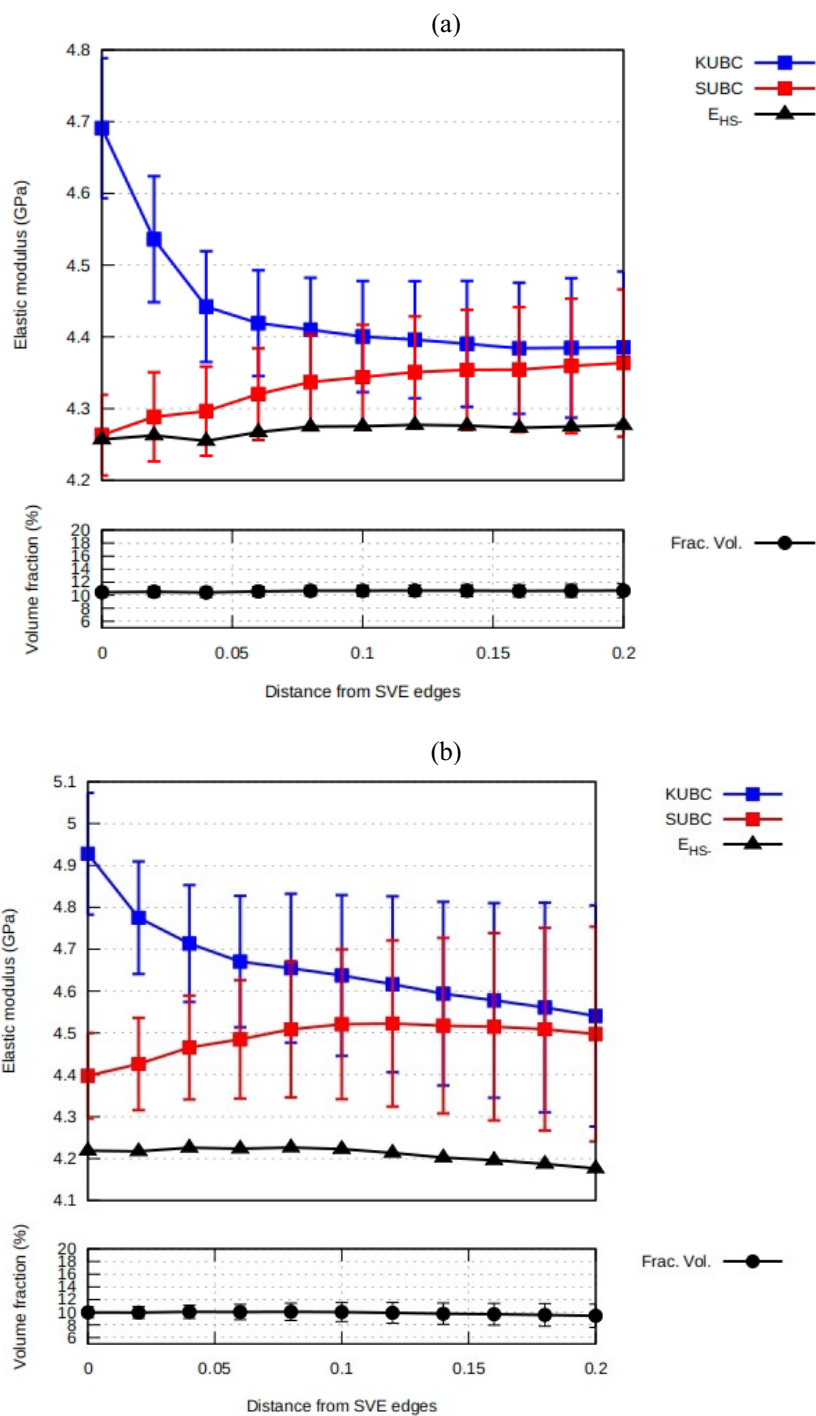 (a)
4.8
4.7
4.6
4.5
4.4
4.3
4.2
Elastic modulus (GPa)
KUBC
SUBC
E_HS-
20
18
16
14
12
10
8
6
Volume fraction (%)
Frac. Vol.
0 0.05 0.1 0.15 0.2
Distance from SVE edges
(b)
5.1
5
4.9
4.8
4.7
4.6
4.5
4.4
4.3
4.2
4.1
Elastic modulus (GPa)
KUBC
SUBC
E_HS-
20
18
16
14
12
10
8
6
Volume fraction (%)
Frac. Vol.
0 0.05 0.1 0.15 0.2
Distance from SVE edges